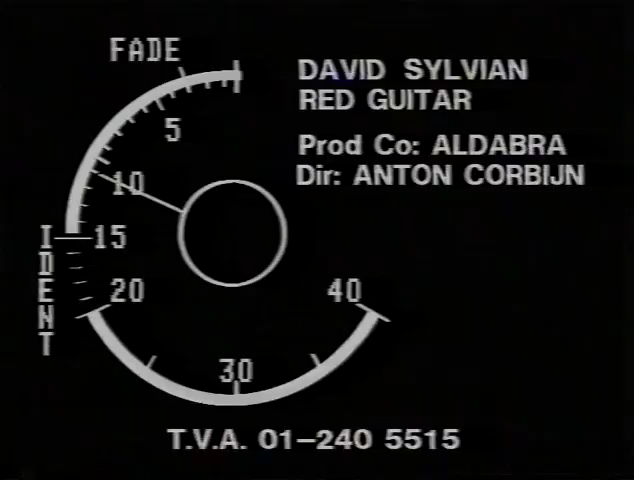 FADE
DAVID SYLVIAN
RED GUITAR
5
Prod Co: ALDABRA
Dir: ANTON CORBIJN
10
IDENT
15
20
40
30
T.V.A. 01–240 5515